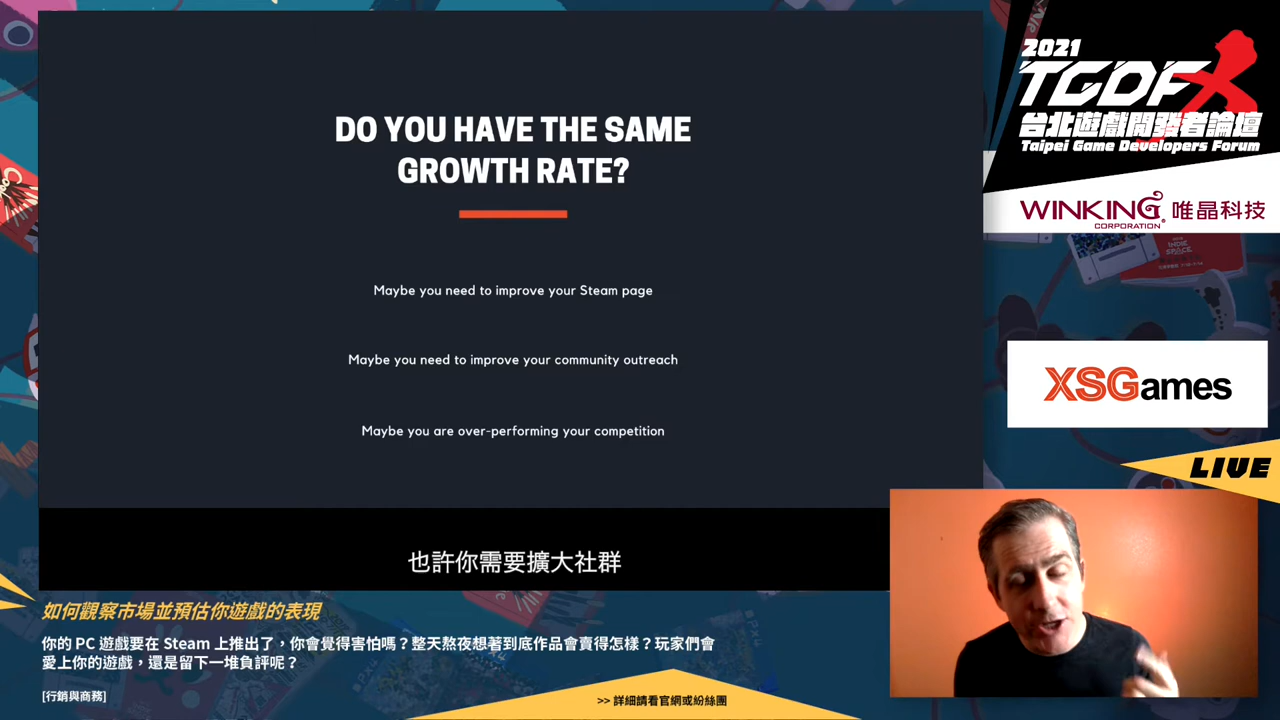 DO YOU HAVE THE SAME
GROWTH RATE?
Maybe you need to improve your Steam page
Maybe you need to improve your community outreach
Maybe you are over-performing your competition
也許你需要擴大社群
2021
TGDF X
台北遊戲開發者論壇
Taipei Game Developers Forum
WINKING 唯晶科技
CORPORATION
INDIE
SPACE
XSGames
LIVE
如何觀察市場並預估你遊戲的表現
你的 PC 遊戲要在 Steam 上推出了，你會覺得害怕嗎？整天熬夜想著到底作品會賣得怎樣？玩家們會
愛上你的遊戲，還是留下一堆負評呢？
[行銷與商務]
>> 詳細請看官網或紛絲團